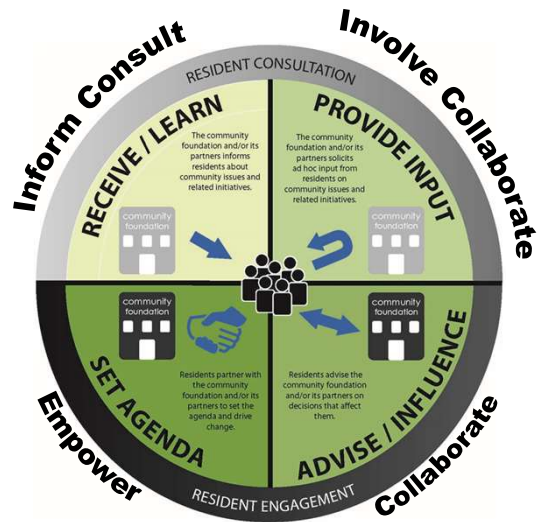 Inform Consult
Involve Collaborate
RESIDENT CONSULTATION
RECEIVE / LEARN
The community
foundation and/or its
partners informs
residents about
community issues and
related initiatives.
community
foundation
PROVIDE INPUT
The community
foundation and/or its
partners solicits
ad hoc input from
residents on
community issues and
related initiatives.
community
foundation
community
foundation
SET AGENDA
Residents partner with
the community
foundation and/or its
partners to set the
agenda and drive
change.
community
foundation
ADVISE / INFLUENCE
Residents advise the
community foundation
and/or its partners on
decisions that affect
them.
Empower
Collaborate
RESIDENT ENGAGEMENT